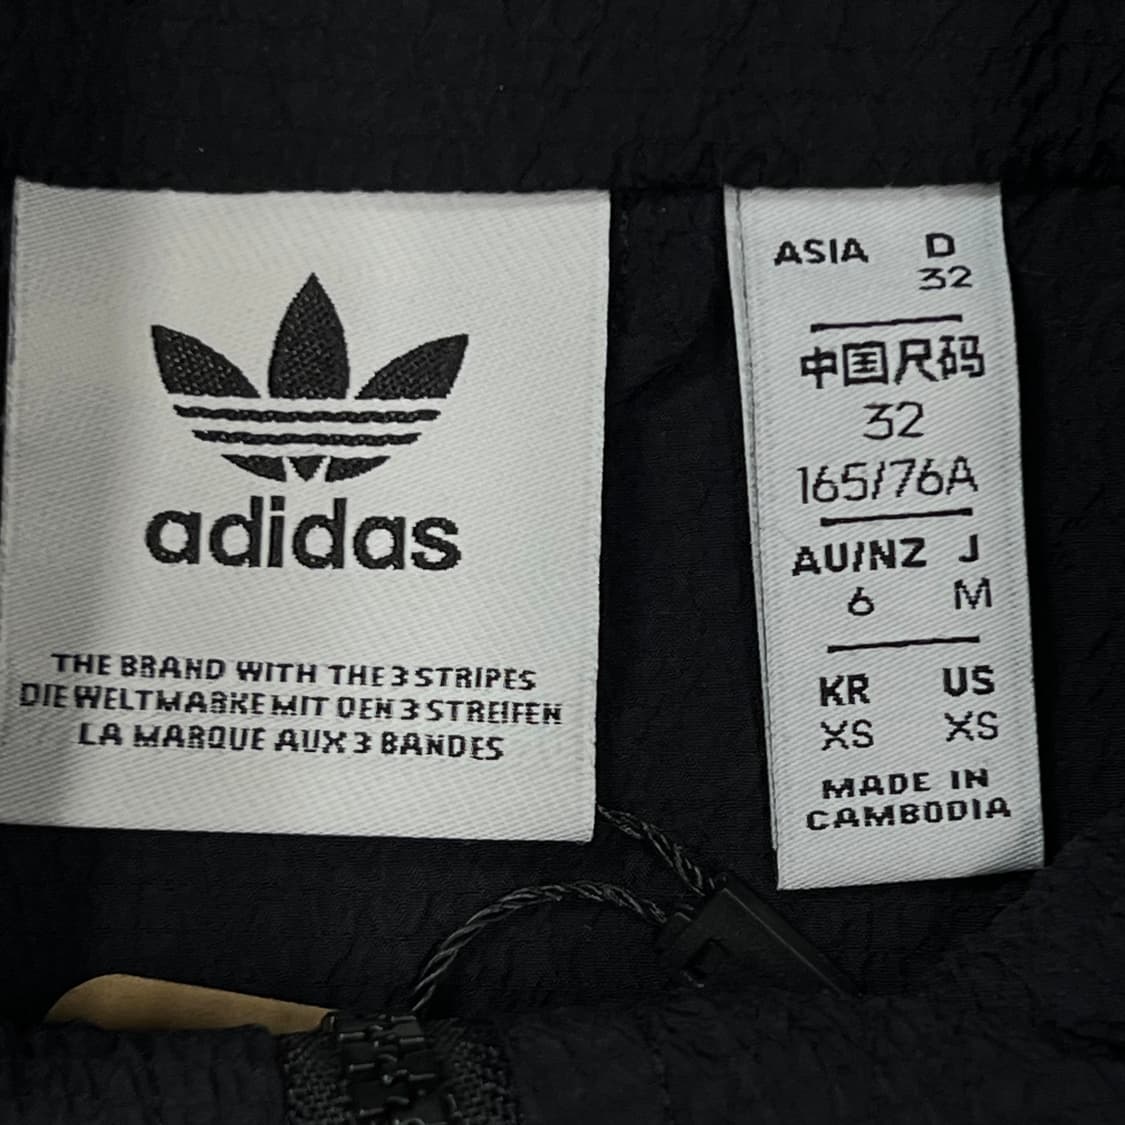 adidas
THE BRAND WITH THE 3 STRIPES
DIE WELTMARKE MIT DEN 3 STREIFEN
LA MARQUE AUX 3 BANDES
ASIA D
32
中国尺码
32
165/76A
AU/NZ J
6 M
KR US
XS XS
MADE IN
CAMBODIA